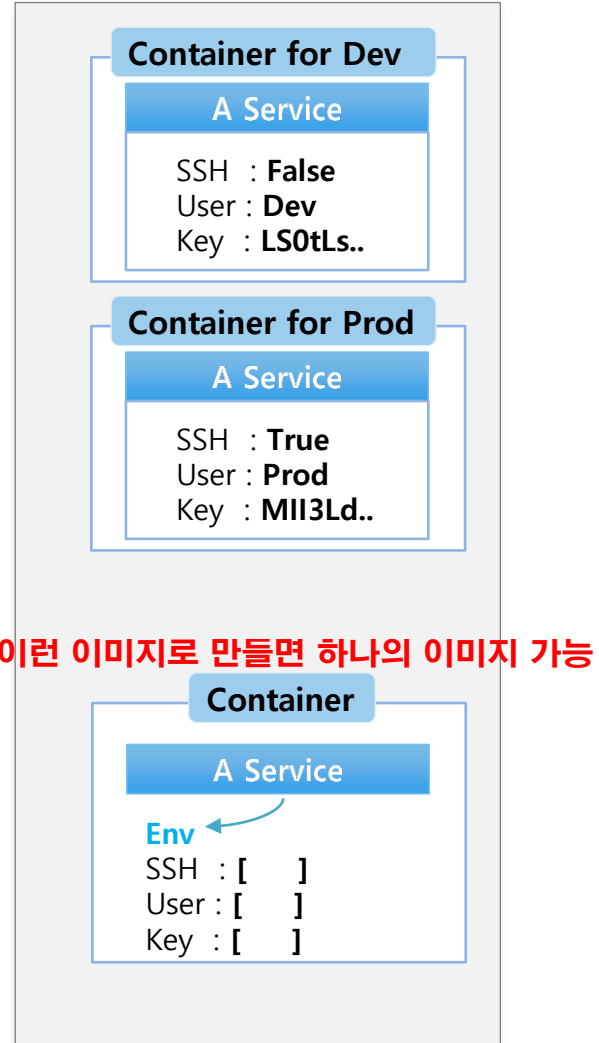 Container for Dev
A Service
SSH : False
User : Dev
Key : LS0tLs..
Container for Prod
A Service
SSH : True
User : Prod
Key : MII3Ld..
이런 이미지로 만들면 하나의 이미지 가능
Container
A Service
Env
SSH : [ ]
User : [ ]
Key : [ ]